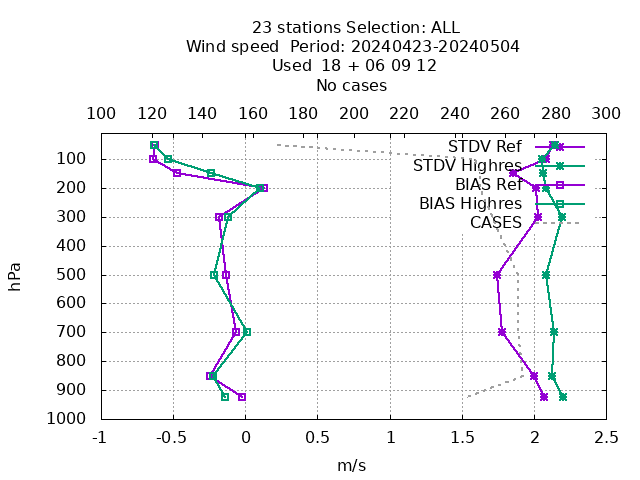 23 stations Selection: ALL
Wind speed  Period: 20240423-20240504
Used  18 + 06 09 12
No cases
100 120 140 160 180 200 220 240 260 280 300
STDV Ref
STDV Highres
BIAS Ref
BIAS Highres
CASES
hPa
100
200
300
400
500
600
700
800
900
1000
-1 -0.5 0 0.5 1 1.5 2 2.5
m/s